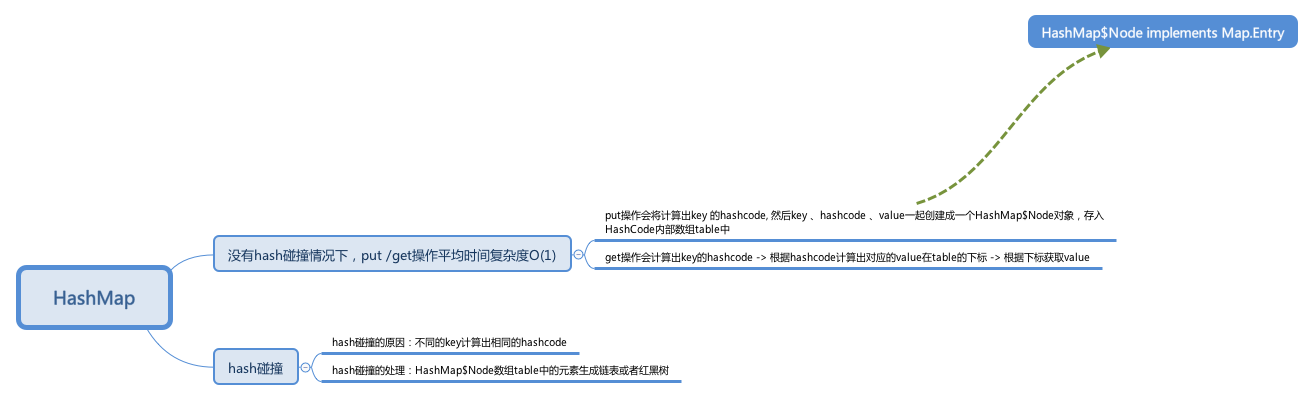 HashMap$Node implements Map.Entry
put操作会将计算出key 的hashcode, 然后key 、hashcode 、value一起创建成一个HashMap$Node对象，存入
HashCode内部数组table中
没有hash碰撞情况下，put /get操作平均时间复杂度O(1)
get操作会计算出key的hashcode -> 根据hashcode计算出对应的value在table的下标 -> 根据下标获取value
HashMap
hash碰撞的原因：不同的key计算出相同的hashcode
hash碰撞
hash碰撞的处理：HashMap$Node数组table中的元素生成链表或者红黑树